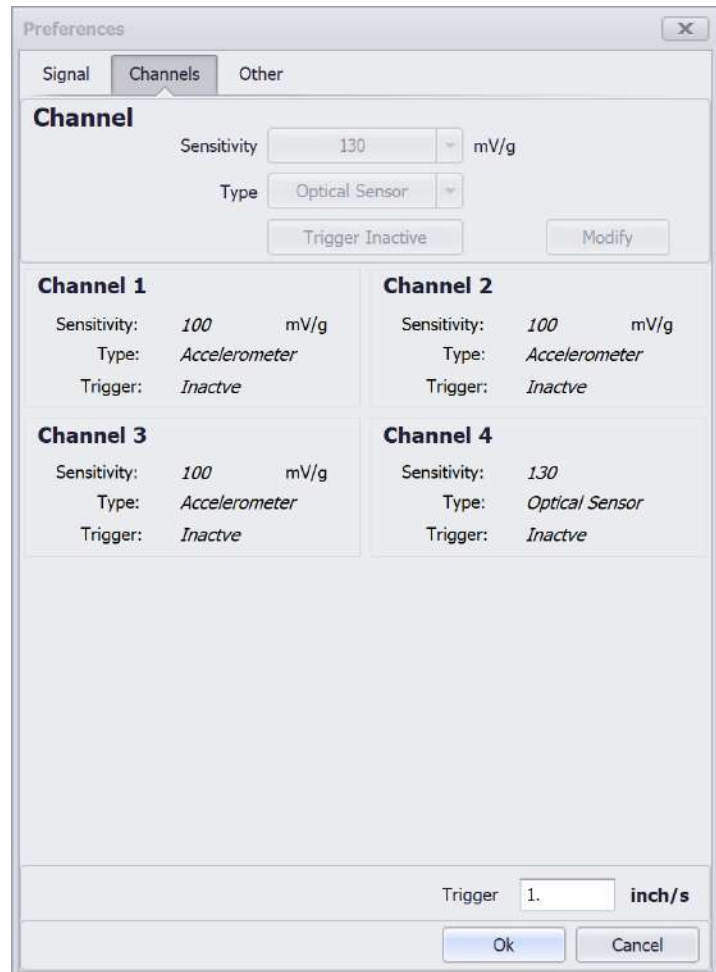 Preferences
Signal Channels Other
Channel
Sensitivity 130 mV/g
Type Optical Sensor
Trigger Inactive Modify
Channel 1 Channel 2
Sensitivity: 100 mV/g Sensitivity: 100 mV/g
Type: Accelerometer Type: Accelerometer
Trigger: Inactve Trigger: Inactve
Channel 3 Channel 4
Sensitivity: 100 mV/g Sensitivity: 130
Type: Accelerometer Type: Optical Sensor
Trigger: Inactve Trigger: Inactve
Trigger 1. inch/s
Ok Cancel